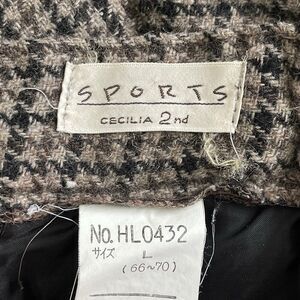 SPORTS
CECILIA 2nd
No. HL0432
サイズ L
(66~70)